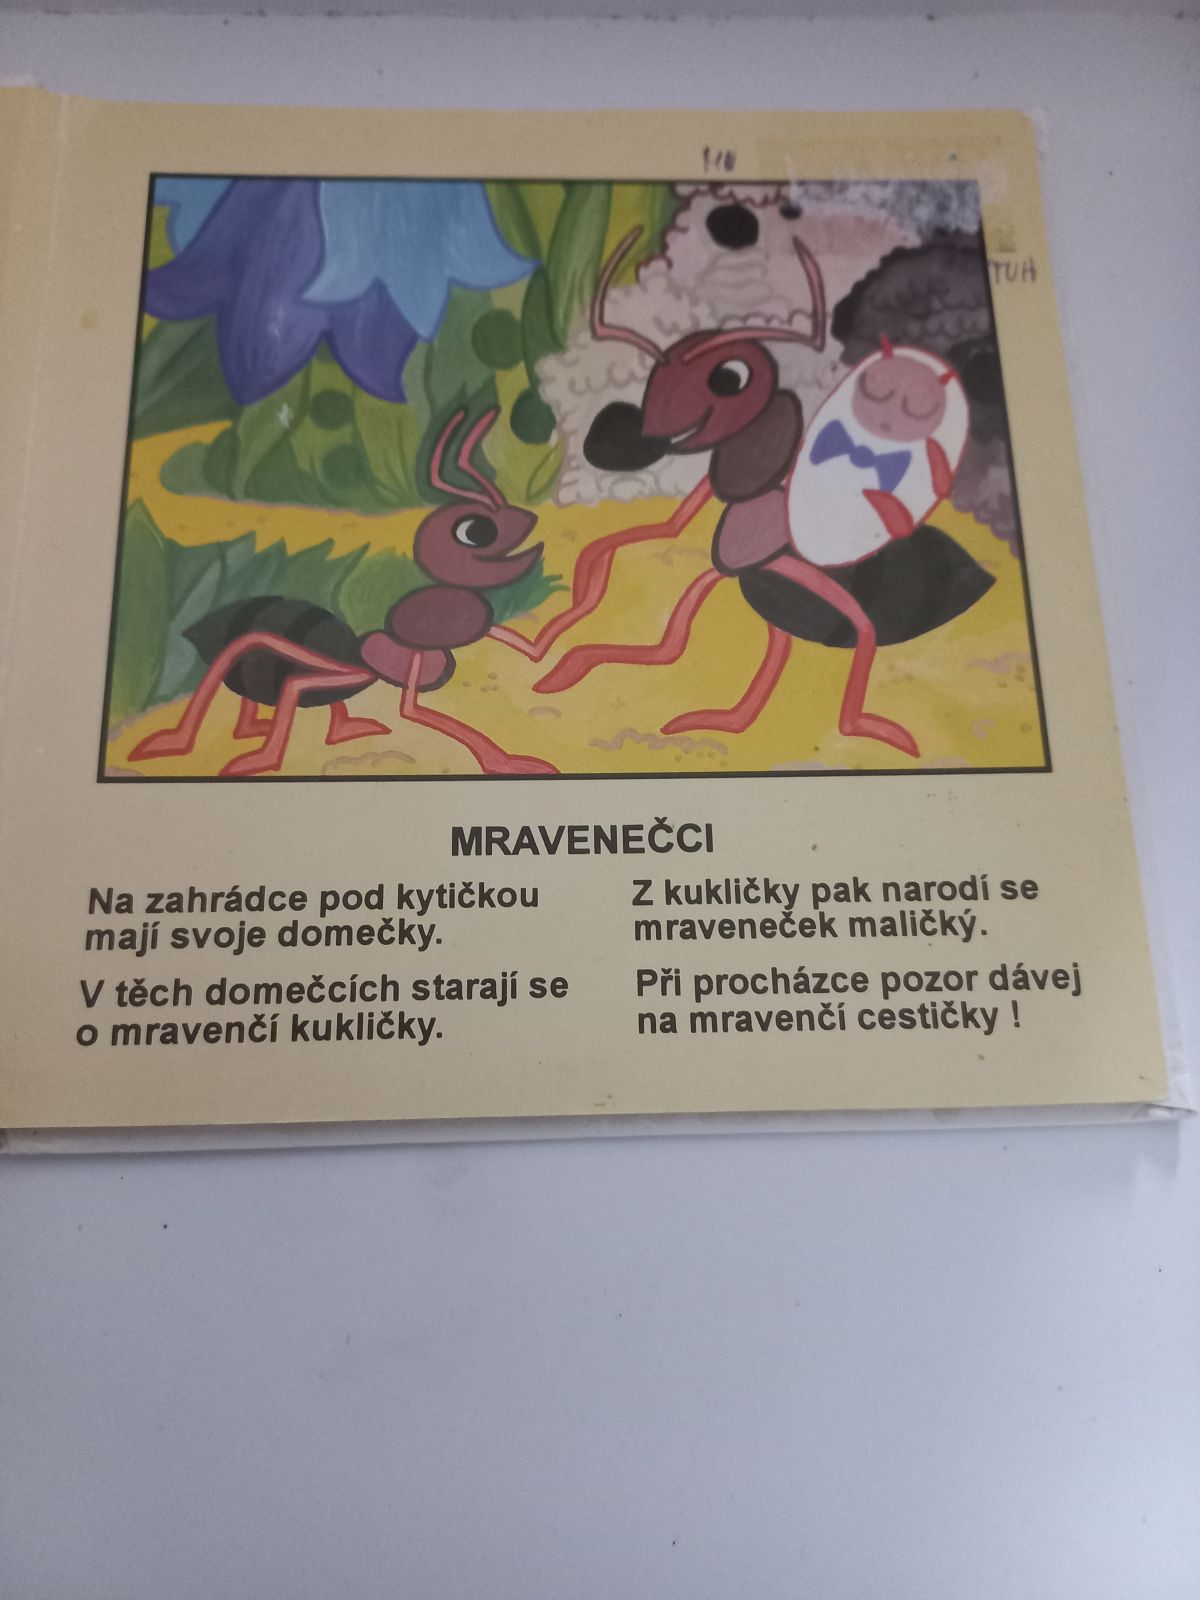 MRAVENEČCI
Na zahrádce pod kytičkou
mají svoje domečky.
V těch domečcích starají se
o mravenčí kukličky.
Z kukličky pak narodí se
mraveneček maličký.
Při procházce pozor dávej
na mravenčí cestičky !